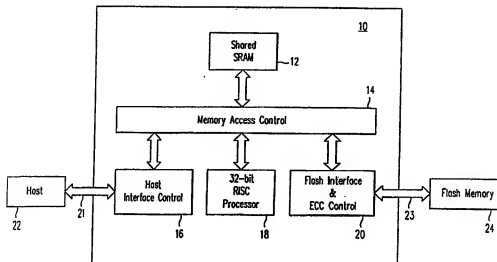 10
Shared
SRAM
12
14
Memory Access Control
Host
22
21
Host
Interface Control
16
32-bit
RISC
Processor
18
Flash Interface
&
ECC Control
20
23
Flash Memory
24